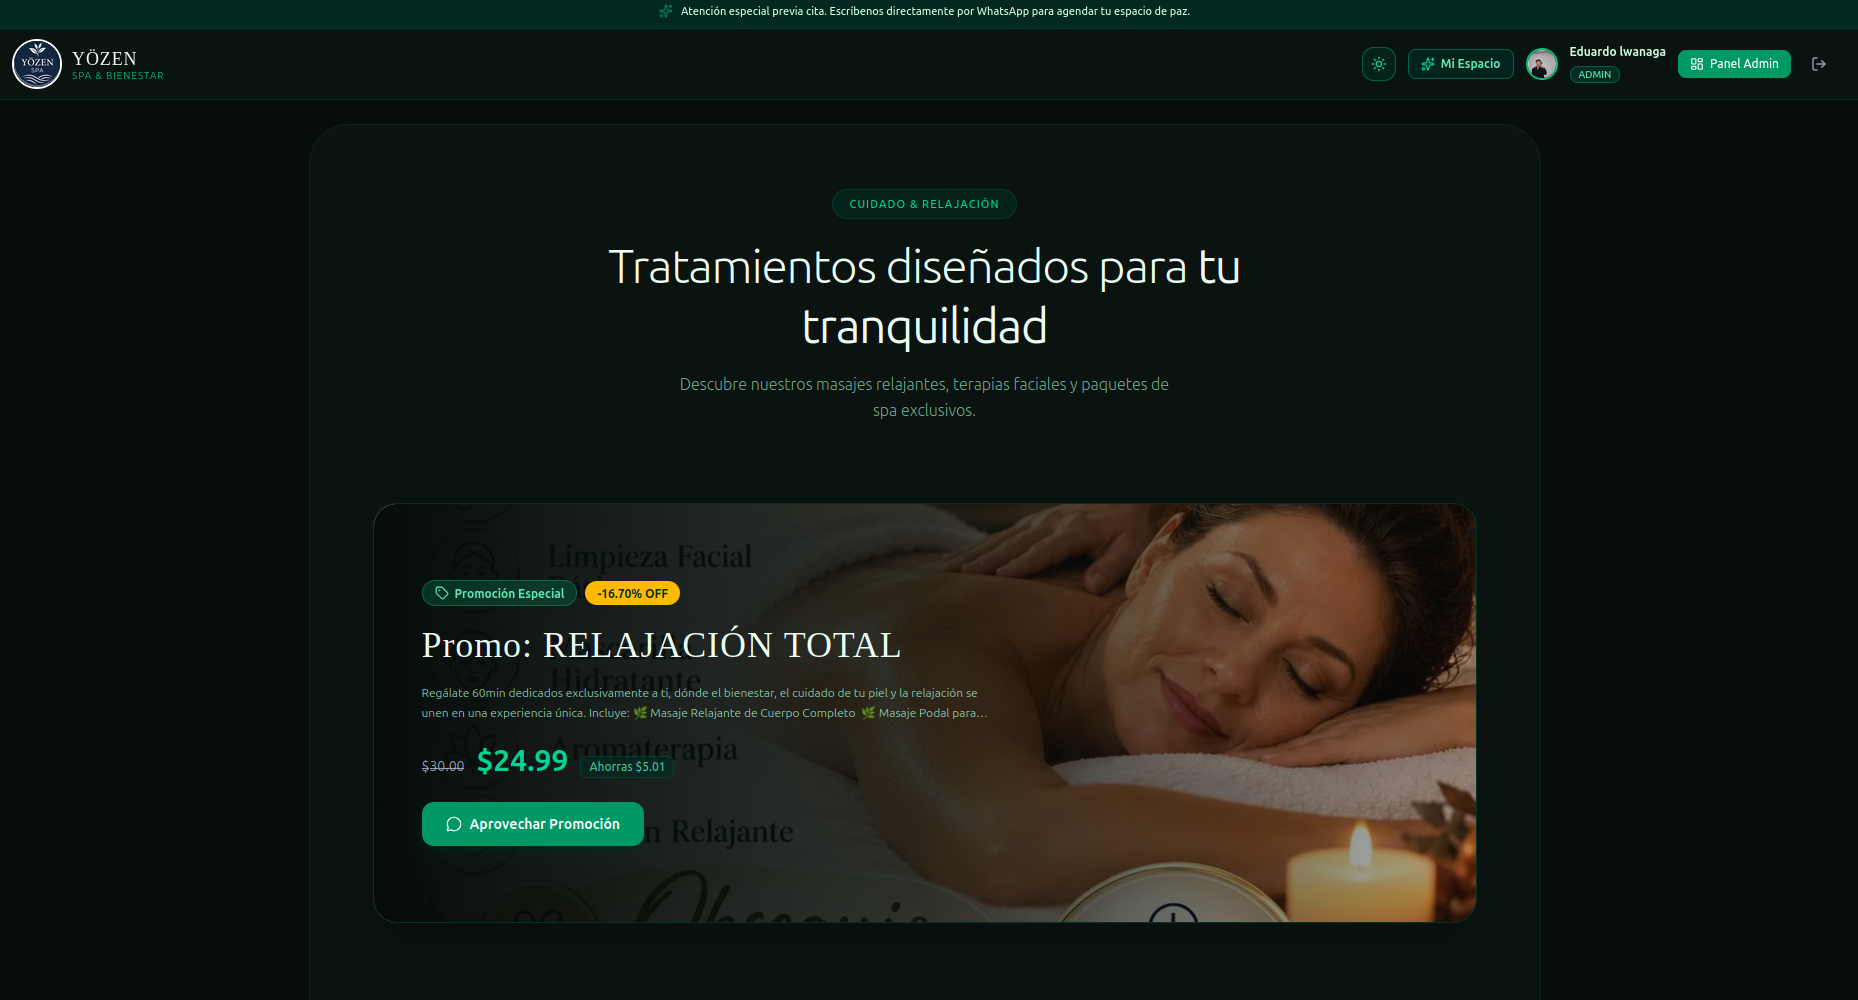 Atención especial previa cita. Escríbenos directamente por WhatsApp para agendar tu espacio de paz.
YÖZEN
SPA
YÖZEN
SPA & BIENESTAR
Mi Espacio
Eduardo lwanaga
ADMIN
Panel Admin
CUIDADO & RELAJACIÓN
Tratamientos diseñados para tu
tranquilidad
Descubre nuestros masajes relajantes, terapias faciales y paquetes de
spa exclusivos.
Limpieza Facial
Promoción Especial
-16.70% OFF
Promo: RELAJACIÓN TOTAL
Hidratante
Regálate 60min dedicados exclusivamente a ti, dónde el bienestar, el cuidado de tu piel y la relajación se
unen en una experiencia única. Incluye: 🌿 Masaje Relajante de Cuerpo Completo 🌿 Masaje Podal para...
Aromaterapia
$30.00 $24.99 Ahorras $5.01
Aprovechar Promoción
n Relajante
Obsequio